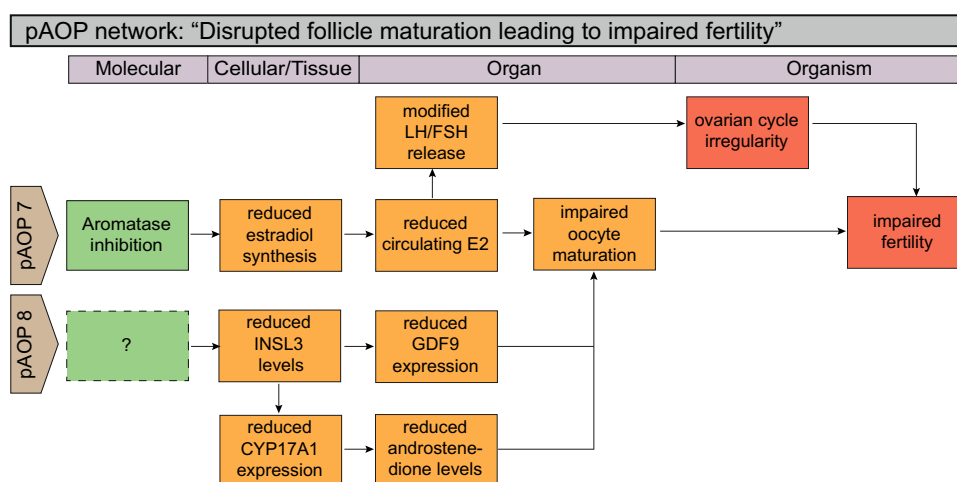 pAOP network: “Disrupted follicle maturation leading to impaired fertility”
Molecular
Cellular/Tissue
Organ
Organism
modified
LH/FSH
release
ovarian cycle
irregularity
pAOP 7
Aromatase
inhibition
reduced
estradiol
synthesis
reduced
circulating E2
impaired
oocyte
maturation
impaired
fertility
pAOP 8
?
reduced
INSL3
levels
reduced
GDF9
expression
reduced
CYP17A1
expression
reduced
androstene-
dione levels